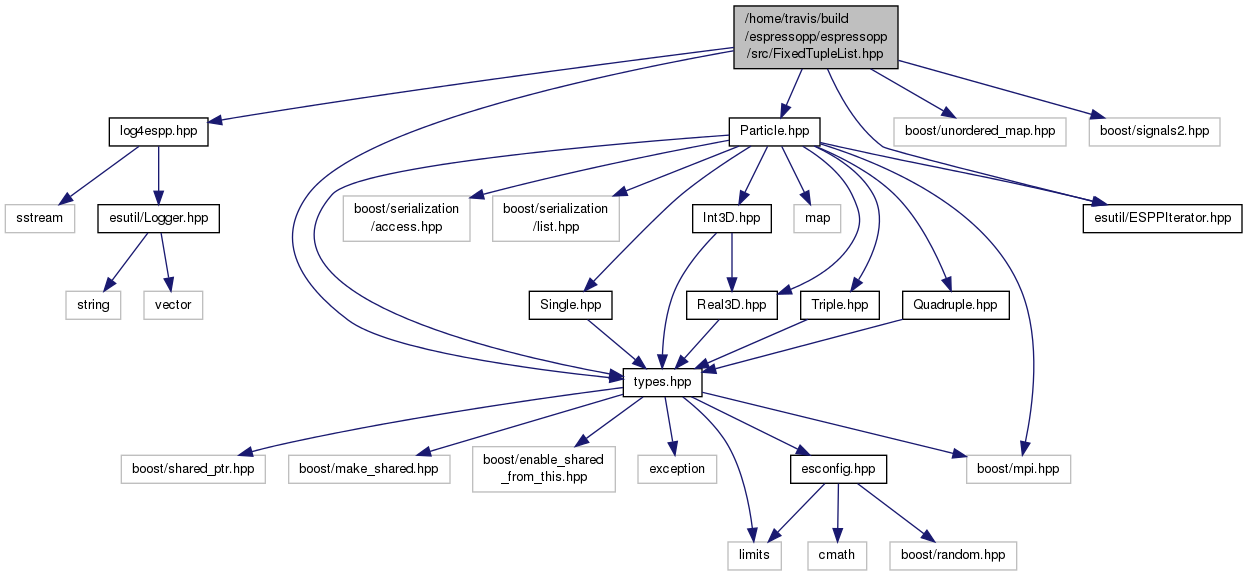 /home/travis/build
/espressopp/espressopp
/src/FixedTupleList.hpp
log4espp.hpp
Particle.hpp
boost/unordered_map.hpp
boost/signals2.hpp
sstream
esutil/Logger.hpp
boost/serialization
/access.hpp
boost/serialization
/list.hpp
Int3D.hpp
map
esutil/ESPPIterator.hpp
string
vector
Single.hpp
Real3D.hpp
Triple.hpp
Quadruple.hpp
types.hpp
boost/shared_ptr.hpp
boost/make_shared.hpp
boost/enable_shared
_from_this.hpp
exception
esconfig.hpp
boost/mpi.hpp
limits
cmath
boost/random.hpp